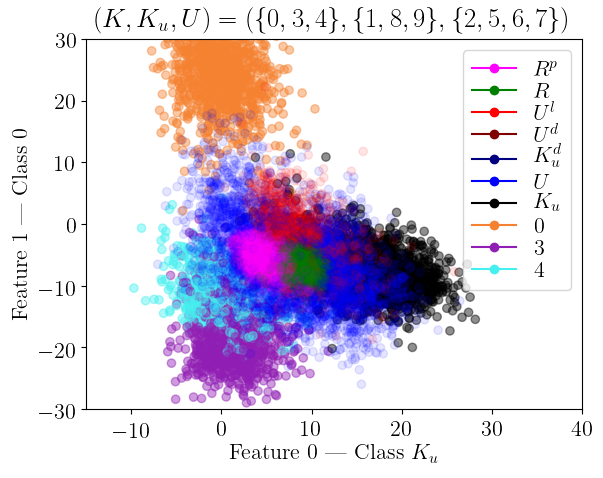 (K, K_u, U) = ({0, 3, 4}, {1, 8, 9}, {2, 5, 6, 7})
30
20
10
0
−10
−20
−30
Feature 1 — Class 0
R^p
R
U^l
U^d
K_u^d
U
K_u
0
3
4
−10 0 10 20 30 40
Feature 0 — Class K_u